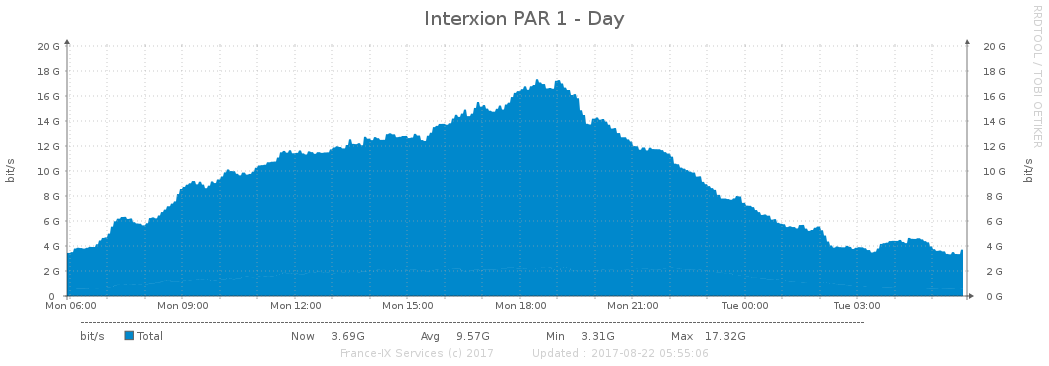 Interxion PAR 1 - Day
RRDTOOL / TOBI OETIKER
bit/s
20 G 20 G
18 G 18 G
16 G 16 G
14 G 14 G
12 G 12 G
10 G 10 G
8 G 8 G
6 G 6 G
4 G 4 G
2 G 2 G
0 0 G
bit/s
Mon 06:00 Mon 09:00 Mon 12:00 Mon 15:00 Mon 18:00 Mon 21:00 Tue 00:00 Tue 03:00
bit/s Total Now 3.69G Avg 9.57G Min 3.31G Max 17.32G
France-IX Services (c) 2017 Updated : 2017-08-22 05:55:06